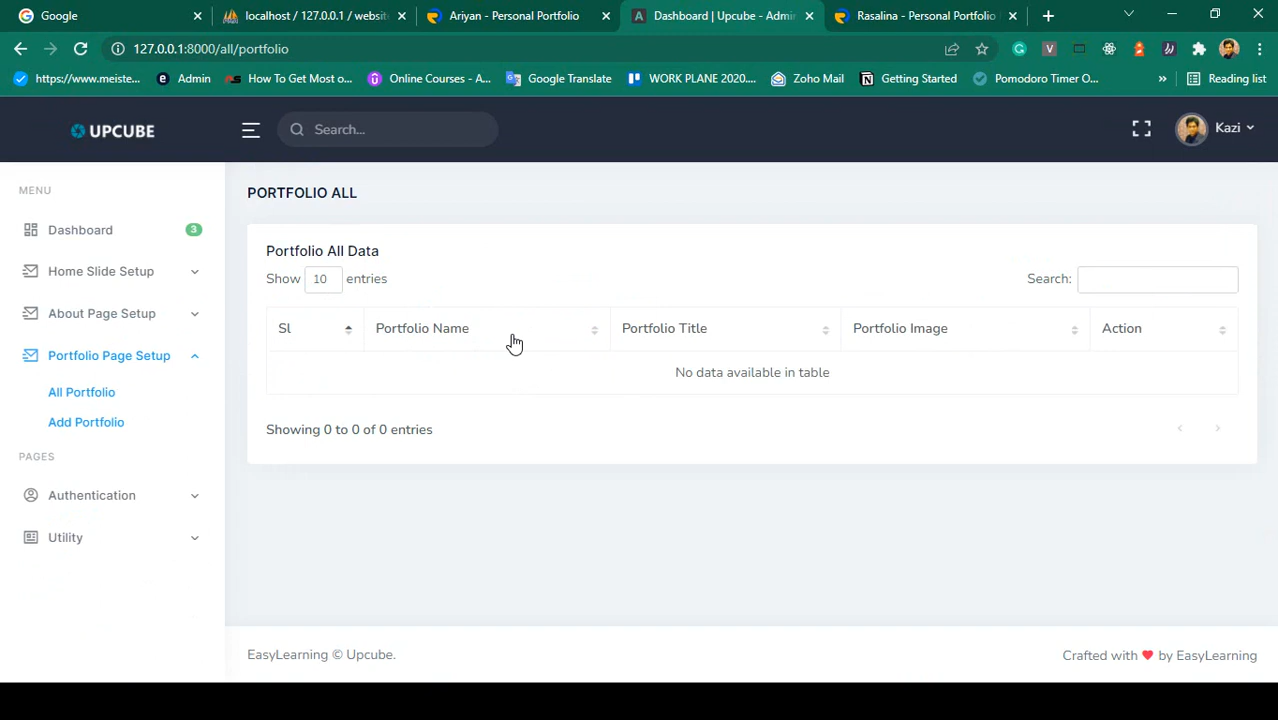 Google
localhost / 127.0.0.1 / websit
Ariyan - Personal Portfolio
Dashboard | Upcube - Admin
Rasalina - Personal Portfolio
127.0.0.1:8000/all/portfolio
https://www.meiste...
Admin
How To Get Most o...
Online Courses - A...
Google Translate
WORK PLANE 2020....
Zoho Mail
Getting Started
Pomodoro Timer O...
»
Reading list
UPCUBE
Search...
Kazi
MENU
Dashboard
3
Home Slide Setup
About Page Setup
Portfolio Page Setup
All Portfolio
Add Portfolio
PAGES
Authentication
Utility
PORTFOLIO ALL
Portfolio All Data
Show 10 entries
Search:
Sl Portfolio Name Portfolio Title Portfolio Image Action
No data available in table
Showing 0 to 0 of 0 entries
EasyLearning © Upcube.
Crafted with ❤ by EasyLearning